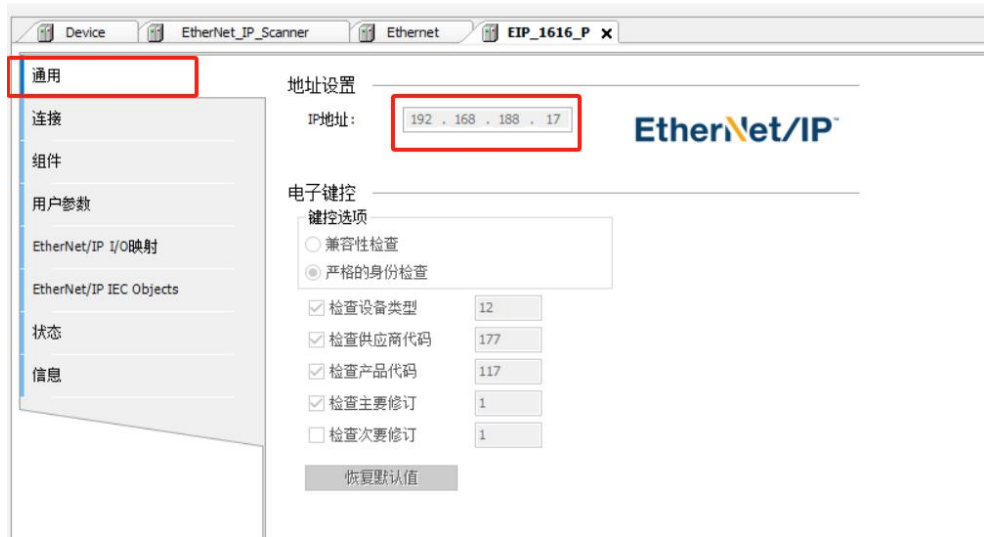 Device EtherNet_IP_Scanner Ethernet EIP_1616_P x
通用
连接
组件
用户参数
EtherNet/IP I/O映射
EtherNet/IP IEC Objects
状态
信息
地址设置
IP地址: 192 . 168 . 188 . 17
EtherNet/IP™
电子键控
键控选项
兼容性检查
严格的身份检查
检查设备类型 12
检查供应商代码 177
检查产品代码 117
检查主要修订 1
检查次要修订 1
恢复默认值